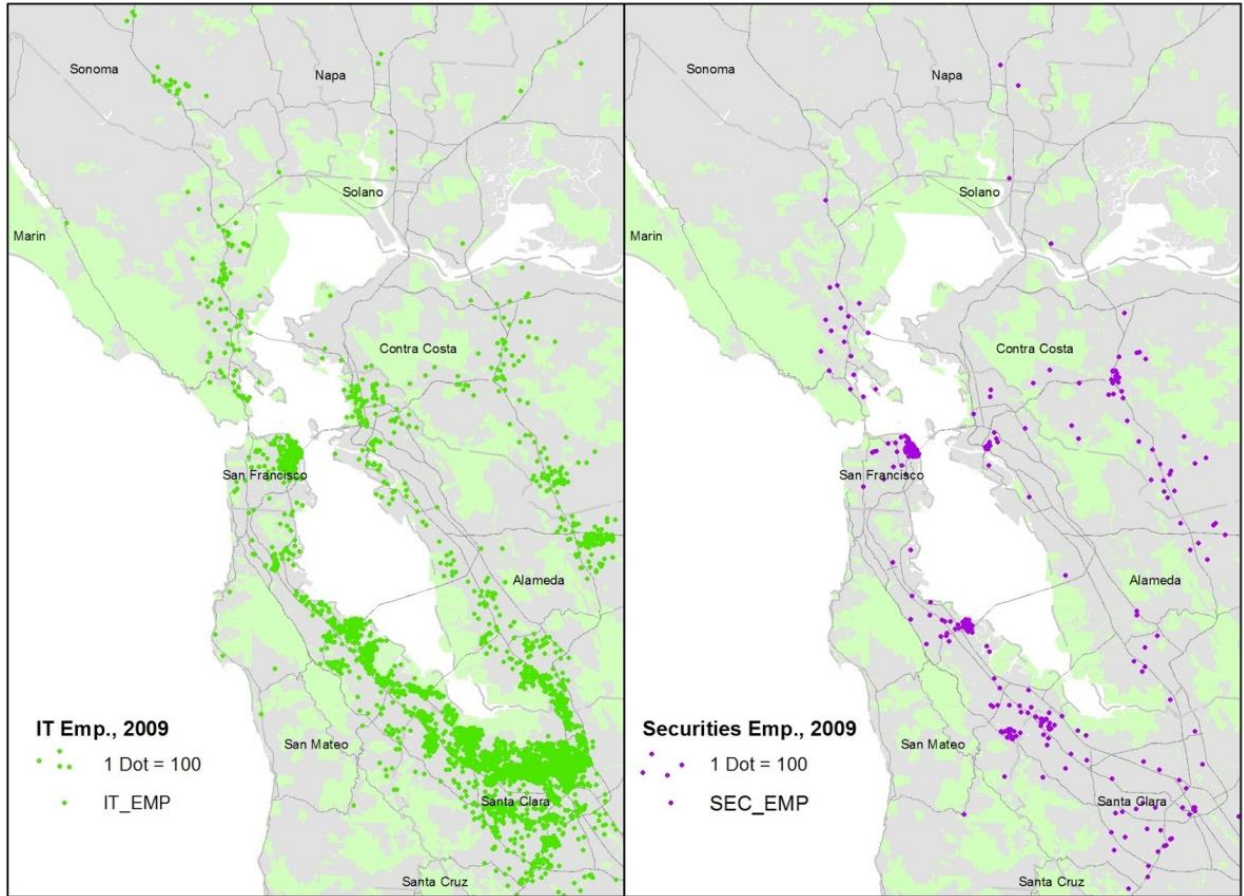 Sonoma
Napa
Solano
Marin
Contra Costa
San Francisco
Alameda
IT Emp., 2009
1 Dot = 100
IT_EMP
San Mateo
Santa Clara
Santa Cruz
Sonoma
Napa
Solano
Marin
Contra Costa
San Francisco
Alameda
Securities Emp., 2009
1 Dot = 100
SEC_EMP
San Mateo
Santa Clara
Santa Cruz